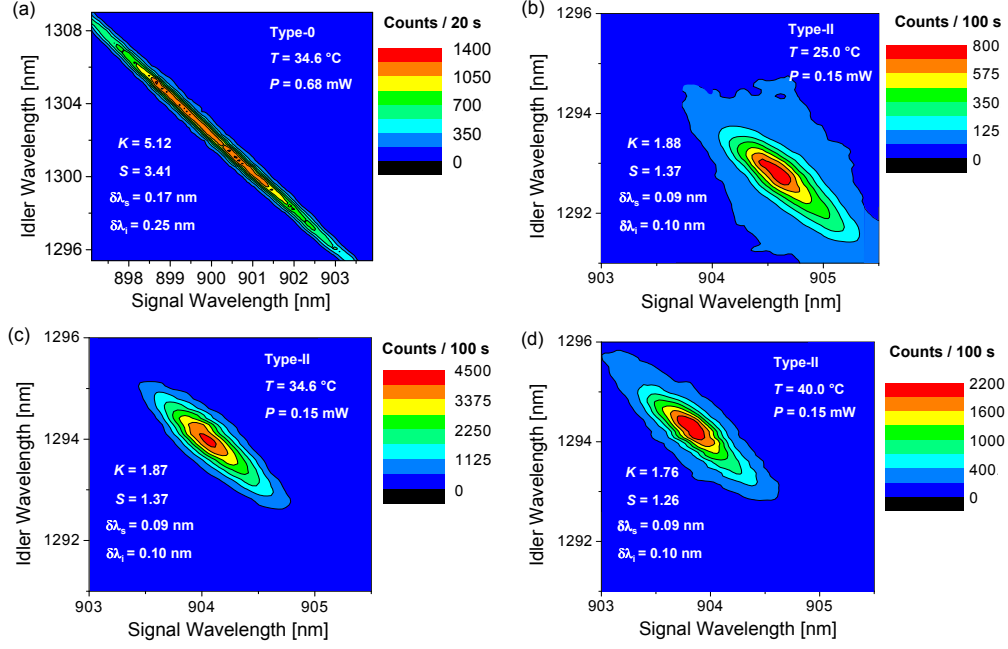 (a)
Counts / 20 s
1308
1304
1300
1296
Idler Wavelength [nm]
Type-0
T = 34.6 °C
P = 0.68 mW
K = 5.12
S = 3.41
δλs = 0.17 nm
δλi = 0.25 nm
898 899 900 901 902 903
Signal Wavelength [nm]
1400
1050
700
350
0
(b)
Counts / 100 s
1296
1294
1292
Idler Wavelength [nm]
Type-II
T = 25.0 °C
P = 0.15 mW
K = 1.88
S = 1.37
δλs = 0.09 nm
δλi = 0.10 nm
903 904 905
Signal Wavelength [nm]
800
575
350
125
0
(c)
Counts / 100 s
1296
1294
1292
Idler Wavelength [nm]
Type-II
T = 34.6 °C
P = 0.15 mW
K = 1.87
S = 1.37
δλs = 0.09 nm
δλi = 0.10 nm
903 904 905
Signal Wavelength [nm]
4500
3375
2250
1125
0
(d)
Counts / 100 s
1296
1294
1292
Idler Wavelength [nm]
Type-II
T = 40.0 °C
P = 0.15 mW
K = 1.76
S = 1.26
δλs = 0.09 nm
δλi = 0.10 nm
903 904 905
Signal Wavelength [nm]
2200
1600
1000
400.
0